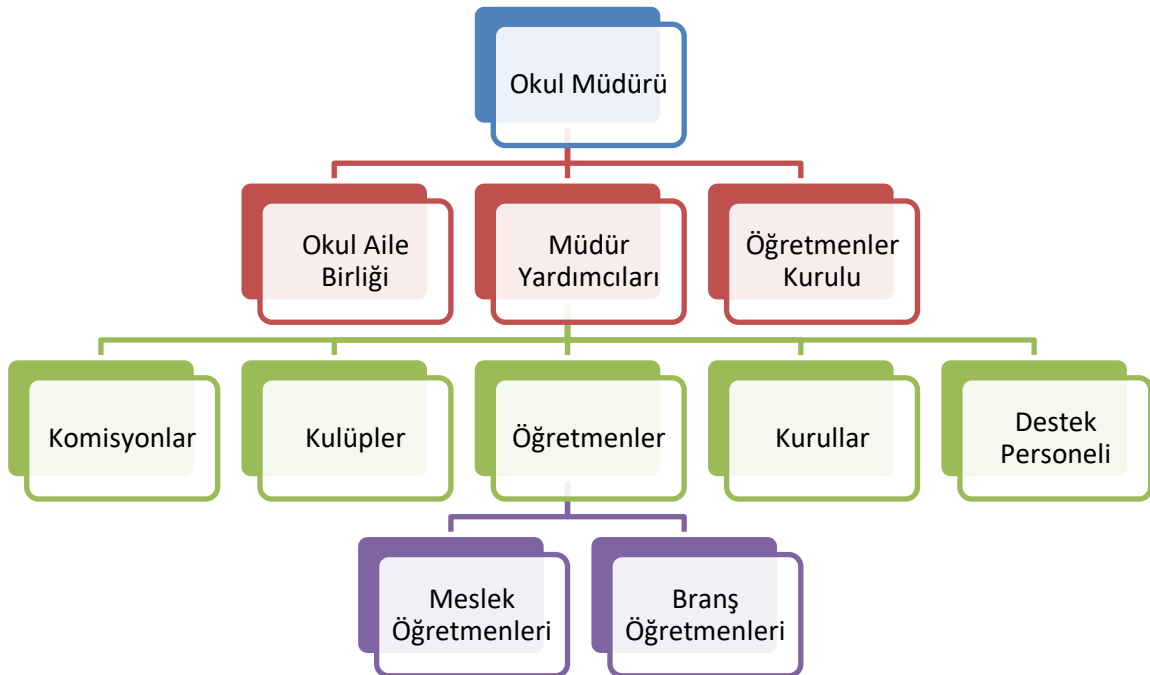 Okul Müdürü
Okul Aile
Birliği
Müdür
Yardımcıları
Öğretmenler
Kurulu
Komisyonlar
Kulüpler
Öğretmenler
Kurullar
Destek
Personeli
Meslek
Öğretmenleri
Branş
Öğretmenleri